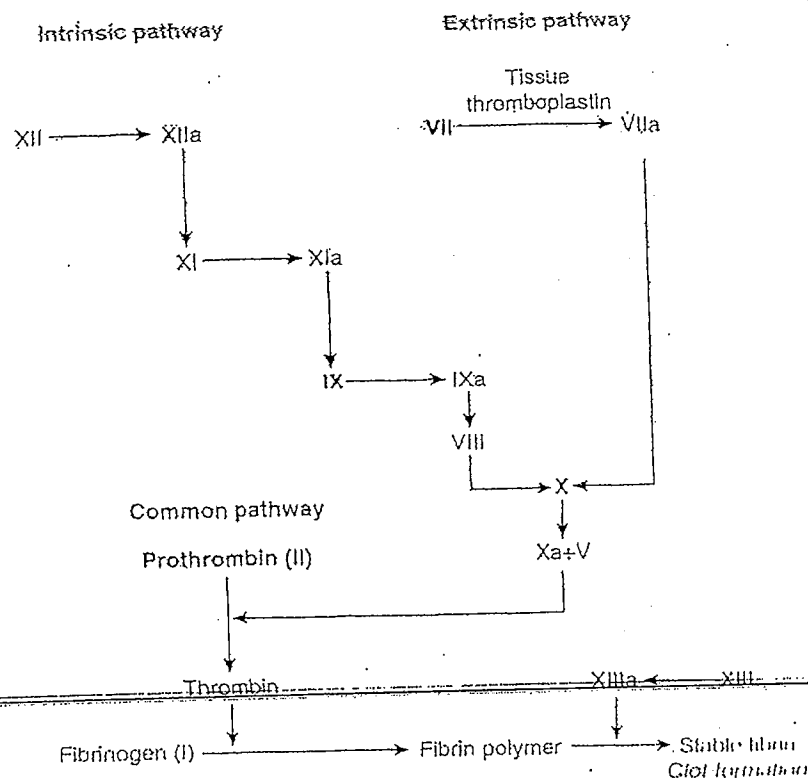 Intrinsic pathway
Extrinsic pathway
Tissue
thromboplastin
XII
XIIa
VII
VIIa
XI
XIa
IX
IXa
VIII
X
Common pathway
Prothrombin (II)
Xa+V
Thrombin
XIIIa
XIII
Fibrinogen (I)
Fibrin polymer
Stable fibrin
Clot formation